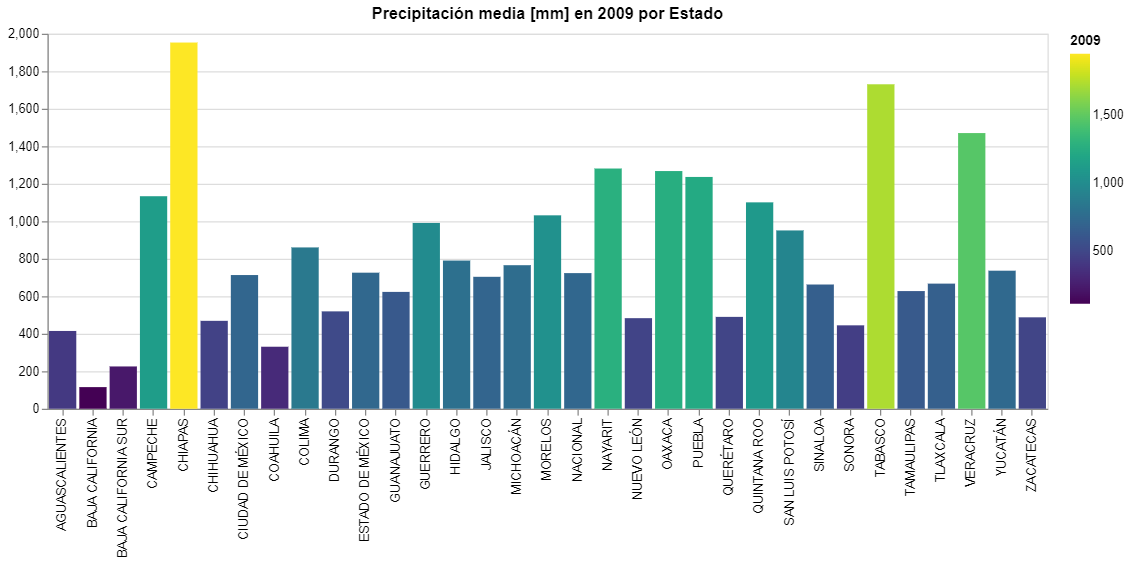 Precipitación media [mm] en 2009 por Estado
2,000
1,800
1,600
1,400
1,200
1,000
800
600
400
200
0
AGUASCALIENTES
BAJA CALIFORNIA
BAJA CALIFORNIA SUR
CAMPECHE
CHIAPAS
CHIHUAHUA
CIUDAD DE MÉXICO
COAHUILA
COLIMA
DURANGO
ESTADO DE MÉXICO
GUANAJUATO
GUERRERO
HIDALGO
JALISCO
MICHOACÁN
MORELOS
NACIONAL
NAYARIT
NUEVO LEÓN
OAXACA
PUEBLA
QUERÉTARO
QUINTANA ROO
SAN LUIS POTOSÍ
SINALOA
SONORA
TABASCO
TAMAULIPAS
TLAXCALA
VERACRUZ
YUCATÁN
ZACATECAS
2009
1,500
1,000
500